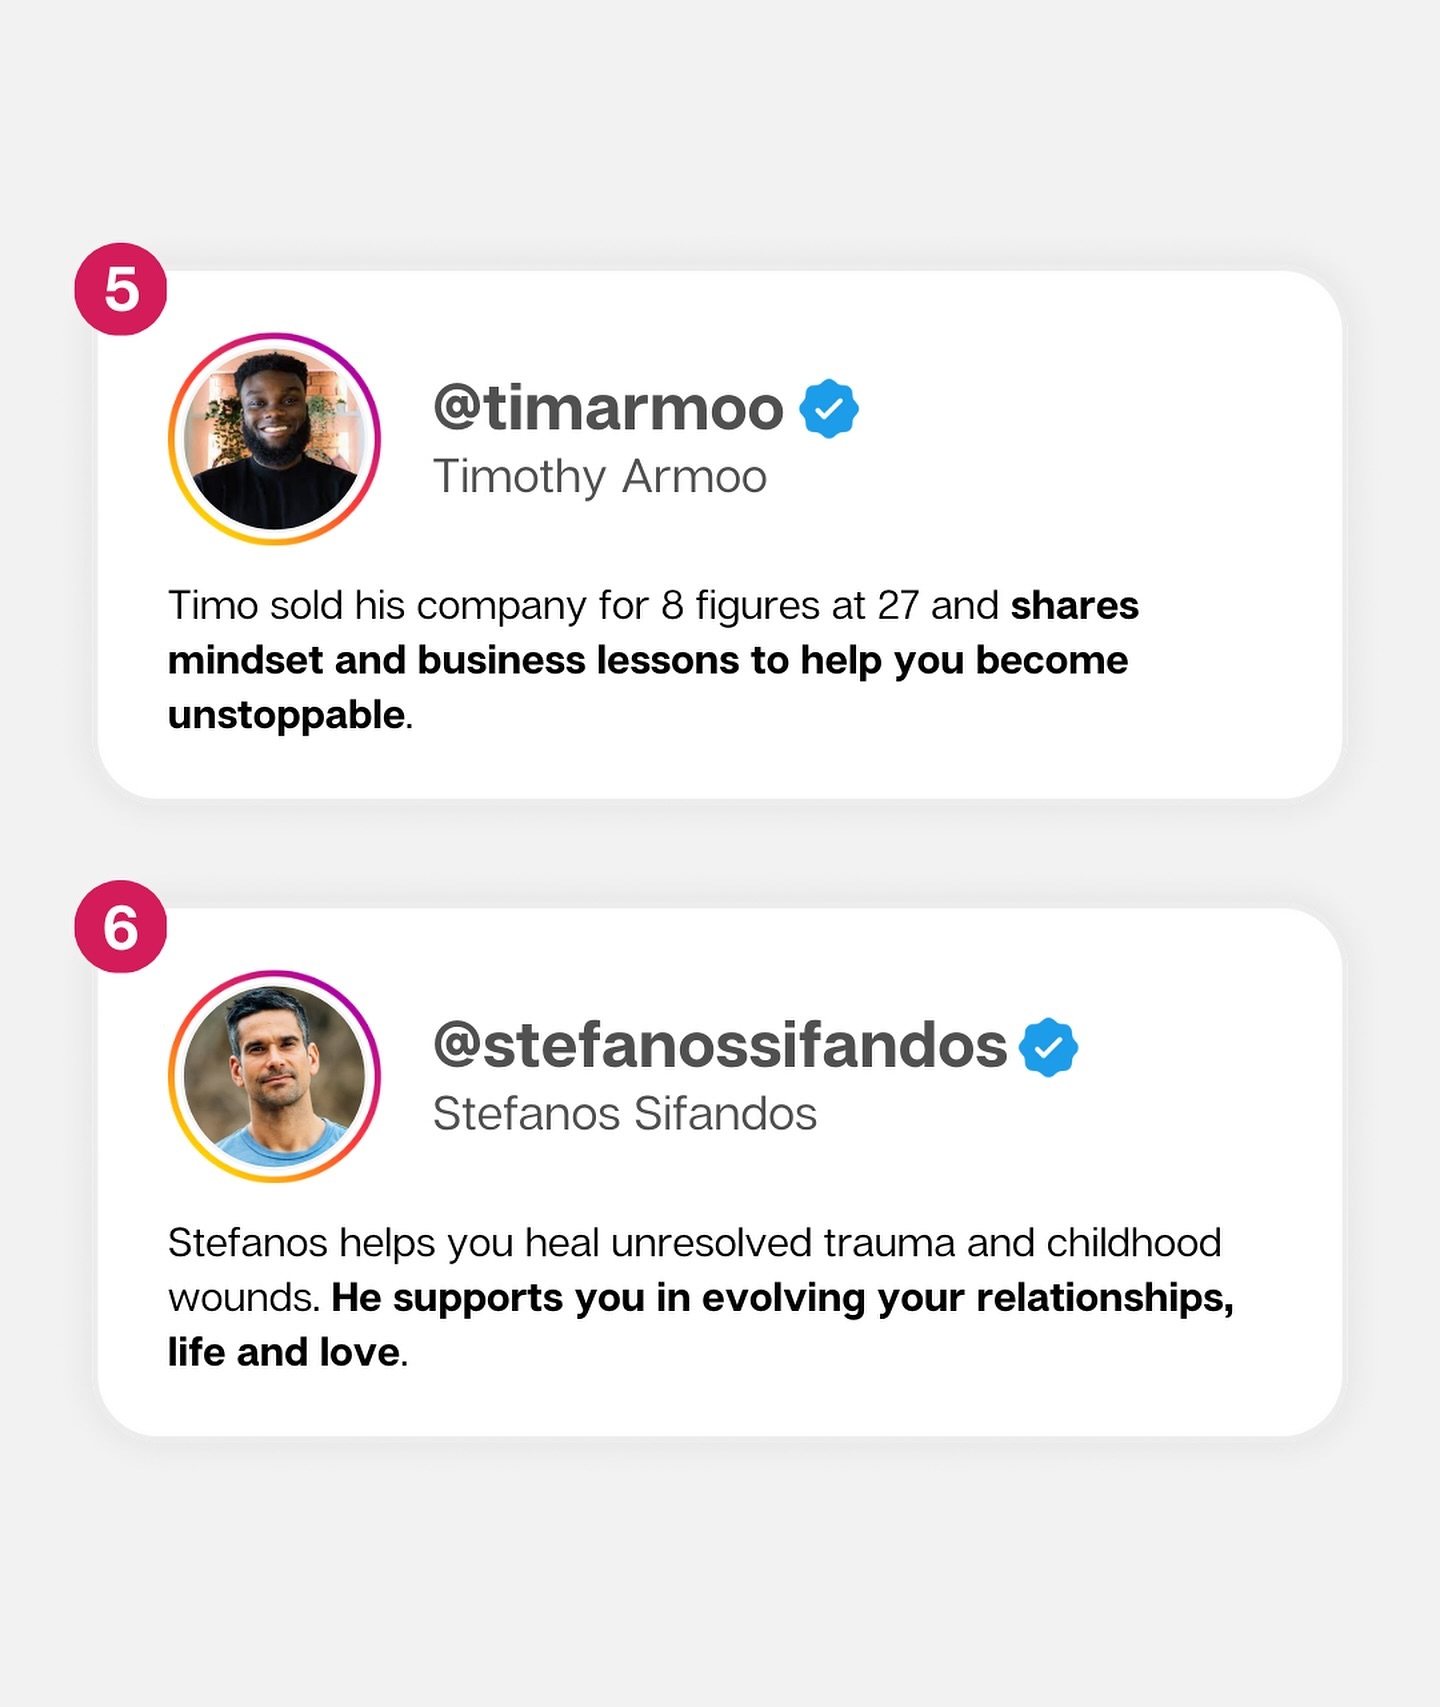 5
@timarmoo
Timothy Armoo
Timo sold his company for 8 figures at 27 and shares
mindset and business lessons to help you become
unstoppable.
6
@stefanossifandos
Stefanos Sifandos
Stefanos helps you heal unresolved trauma and childhood
wounds. He supports you in evolving your relationships,
life and love.